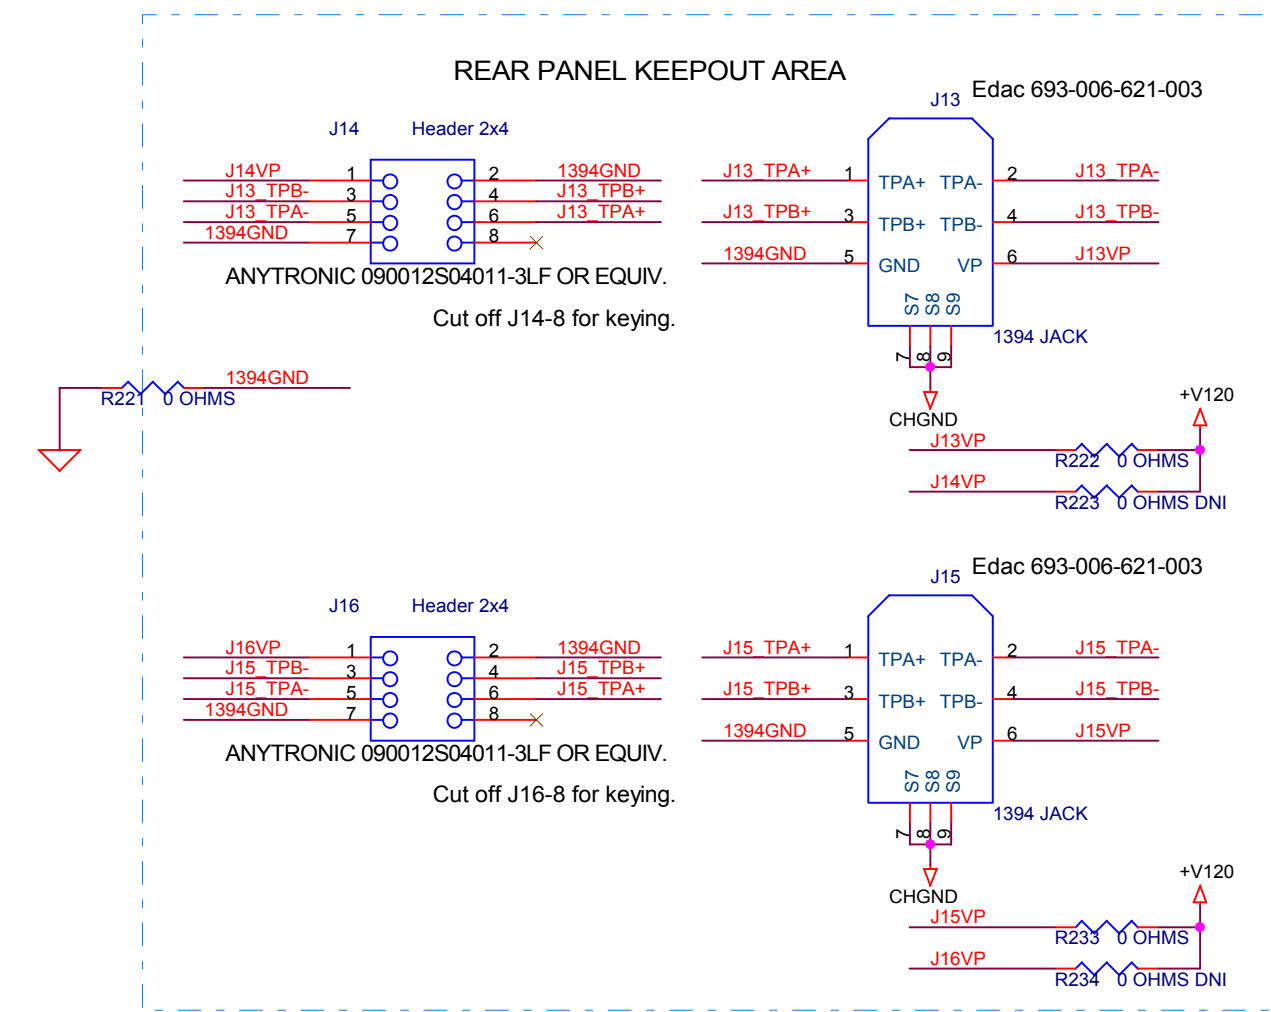 REAR PANEL KEEPOUT AREA
Edac 693-006-621-003
J13
J14 Header 2x4
J14VP 1 2 1394GND
J13_TPB- 3 4 J13_TPB+
J13_TPA- 5 6 J13_TPA+
1394GND 7 8
ANYTRONIC 090012S04011-3LF OR EQUIV.
Cut off J14-8 for keying.
J13_TPA+ 1 TPA+ TPA- 2 J13_TPA-
J13_TPB+ 3 TPB+ TPB- 4 J13_TPB-
1394GND 5 GND VP 6 J13VP
S7 S8 S9
1394 JACK
7 8 9
CHGND
1394GND
R221 0 OHMS
+V120
J13VP
R222 0 OHMS
J14VP
R223 0 OHMS DNI
Edac 693-006-621-003
J15
J16 Header 2x4
J16VP 1 2 1394GND
J15_TPB- 3 4 J15_TPB+
J15_TPA- 5 6 J15_TPA+
1394GND 7 8
ANYTRONIC 090012S04011-3LF OR EQUIV.
Cut off J16-8 for keying.
J15_TPA+ 1 TPA+ TPA- 2 J15_TPA-
J15_TPB+ 3 TPB+ TPB- 4 J15_TPB-
1394GND 5 GND VP 6 J15VP
S7 S8 S9
1394 JACK
7 8 9
CHGND
+V120
J15VP
R233 0 OHMS
J16VP
R234 0 OHMS DNI